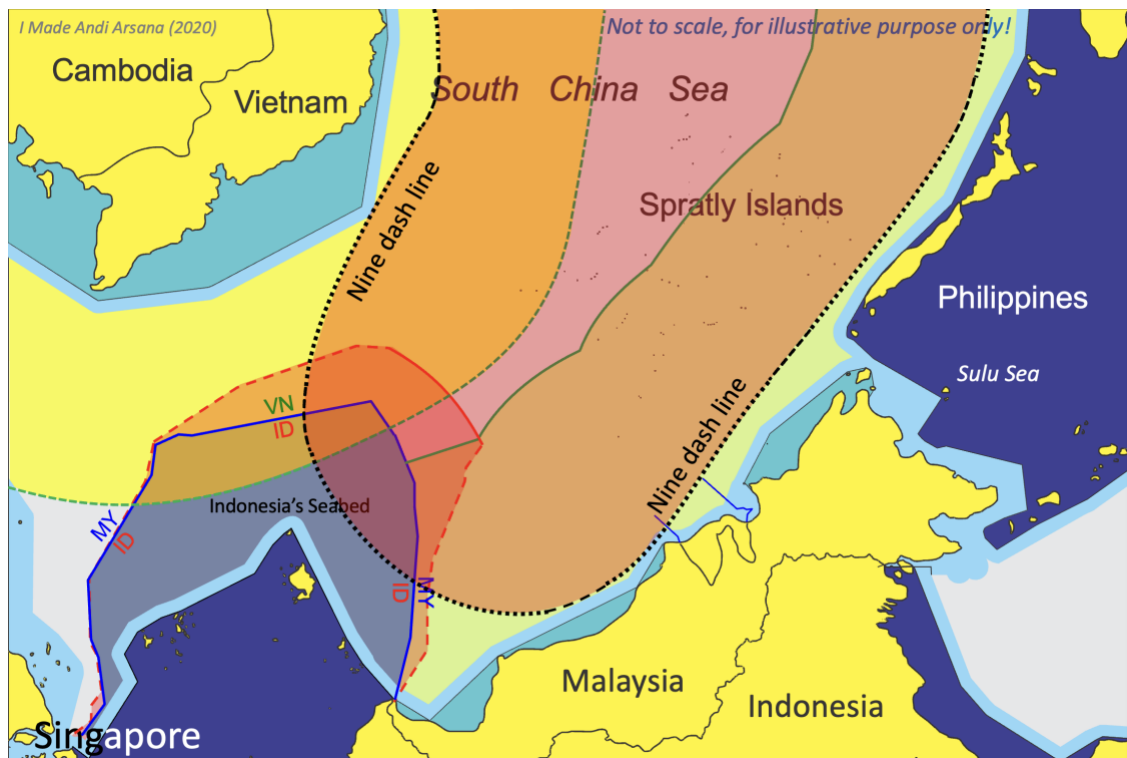 I Made Andi Arsana (2020)
Not to scale, for illustrative purpose only!
Cambodia
Vietnam
South China Sea
Nine dash line
Spratly Islands
Philippines
Sulu Sea
VN
ID
Nine dash line
Indonesia's Seabed
MY
ID
MY
ID
Malaysia
Indonesia
Singapore